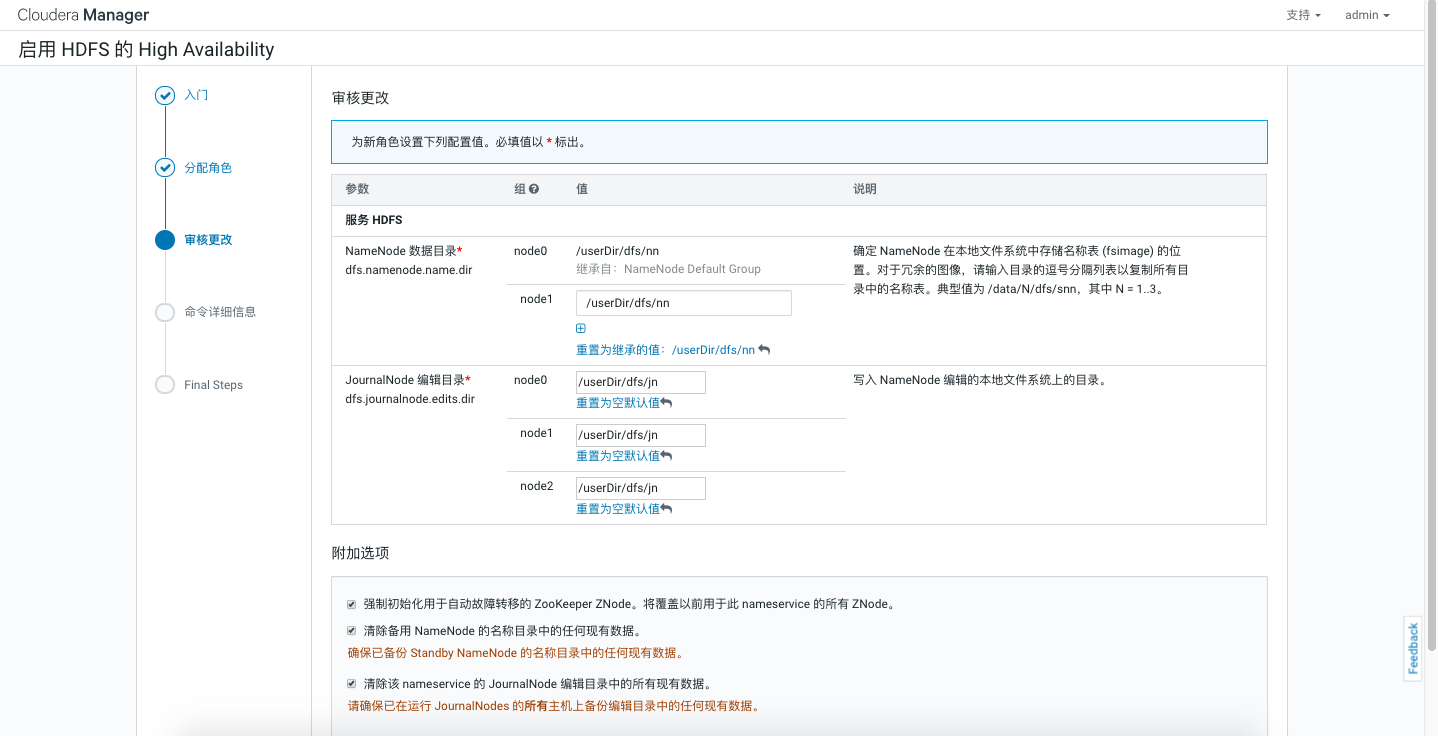 Cloudera Manager
支持
admin
启用 HDFS 的 High Availability
入门
分配角色
审核更改
命令详细信息
Final Steps
审核更改
为新角色设置下列配置值。必填值以 * 标出。
参数 组 值 说明
服务 HDFS
NameNode 数据目录*
dfs.namenode.name.dir
node0
/userDir/dfs/nn
继承自：NameNode Default Group
node1
/userDir/dfs/nn
重置为继承的值：/userDir/dfs/nn
确定 NameNode 在本地文件系统中存储名称表 (fsimage) 的位
置。对于冗余的图像，请输入目录的逗号分隔列表以复制所有目
录中的名称表。典型值为 /data/N/dfs/snn，其中 N = 1..3。
JournalNode 编辑目录*
dfs.journalnode.edits.dir
node0
/userDir/dfs/jn
重置为空默认值
node1
/userDir/dfs/jn
重置为空默认值
node2
/userDir/dfs/jn
重置为空默认值
写入 NameNode 编辑的本地文件系统上的目录。
附加选项
强制初始化用于自动故障转移的 ZooKeeper ZNode。将覆盖以前用于此 nameservice 的所有 ZNode。
清除备用 NameNode 的名称目录中的任何现有数据。
确保已备份 Standby NameNode 的名称目录中的任何现有数据。
清除该 nameservice 的 JournalNode 编辑目录中的所有现有数据。
请确保已在运行 JournalNodes 的所有主机上备份编辑目录中的任何现有数据。
Feedback